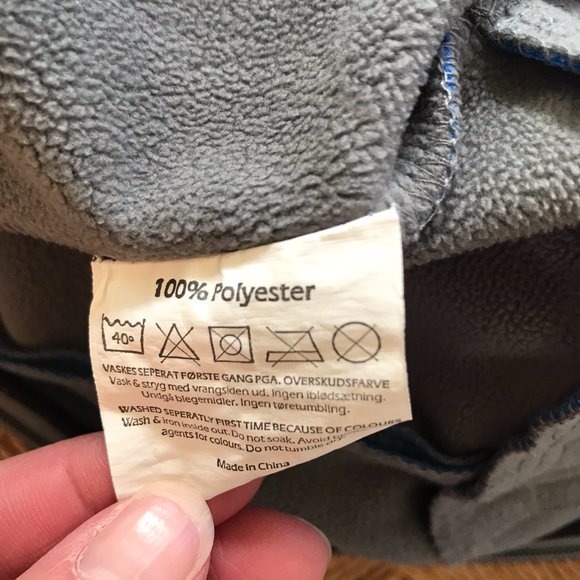 100% Polyester
40°
VASKES SEPERAT FØRSTE GANG PGA. OVERSKUDSFARVE
Vask & stryg med vrangsiden ud. Ingen iblødsætning.
Undgå blegemidler. Ingen tøretumbling.
WASHED SEPERATLY FIRST TIME BECAUSE OF COLOURS
Wash & iron inside out. Do not soak. Avoid
agents for colours. Do not tumble
Made in China